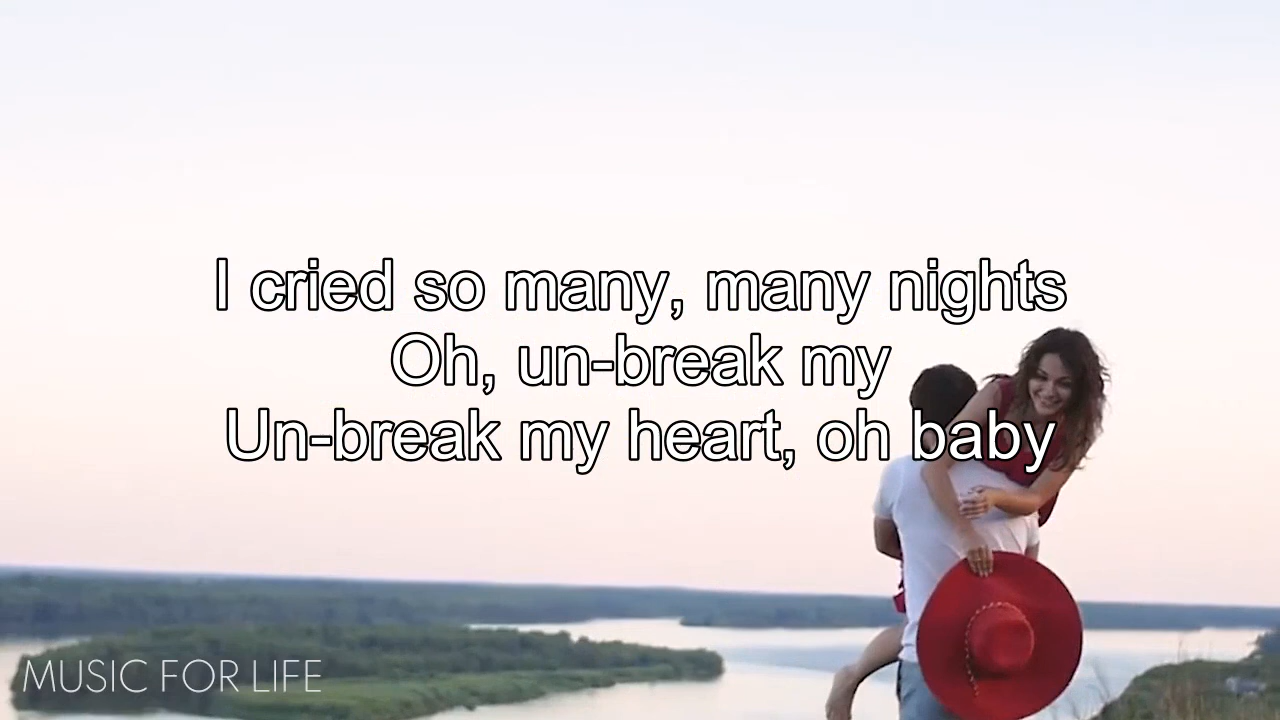 I cried so many, many nights
Oh, un-break my
Un-break my heart, oh baby
MUSIC FOR LIFE